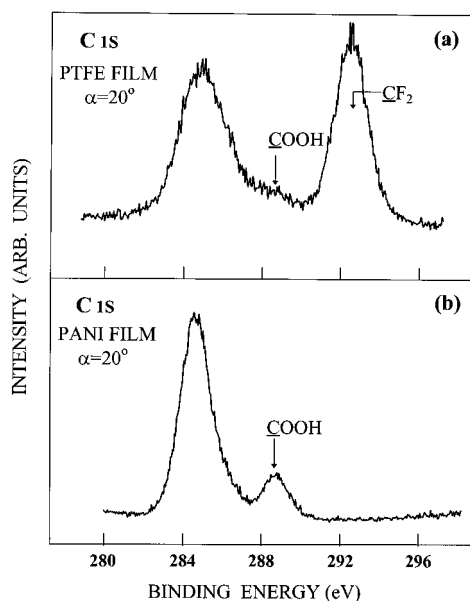 C 1S
PTFE FILM
α=20°
(a)
COOH
CF₂
C 1S
PANI FILM
α=20°
(b)
COOH
INTENSITY (ARB. UNITS)
280 284 288 292 296
BINDING ENERGY (eV)